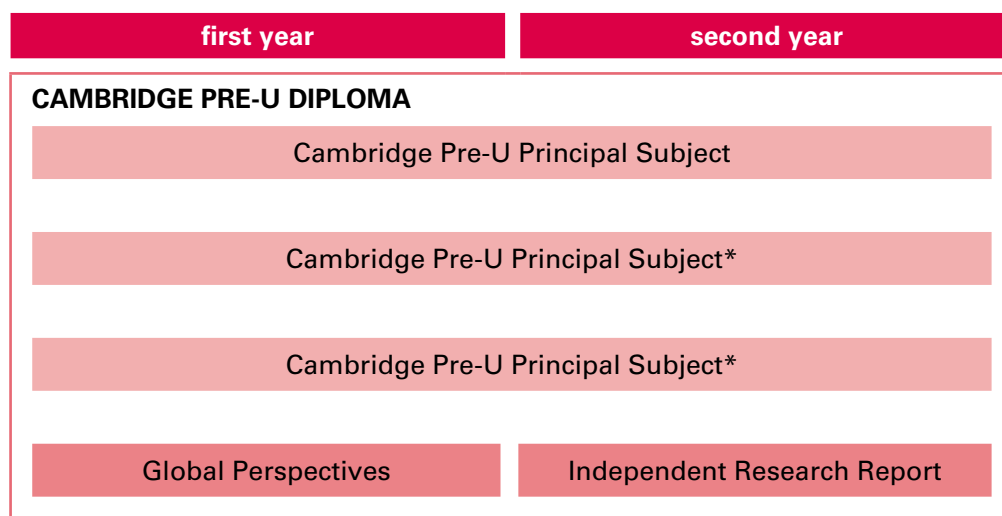 first year
second year
CAMBRIDGE PRE-U DIPLOMA
Cambridge Pre-U Principal Subject
Cambridge Pre-U Principal Subject*
Cambridge Pre-U Principal Subject*
Global Perspectives
Independent Research Report